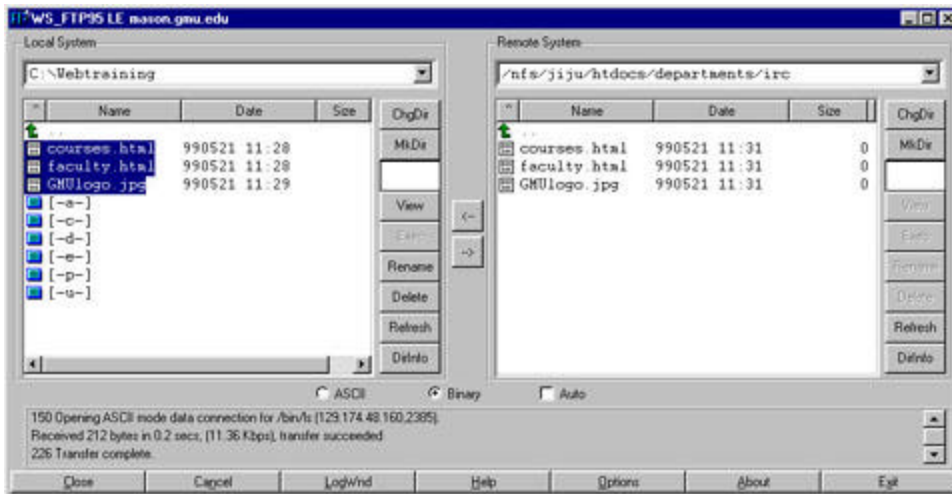 WS_FTP95 LE mason.gmu.edu
Local System
C:\Webtraining
^ Name Date Size
..
courses.html 990521 11:28
faculty.html 990521 11:28
GMUlogo.jpg 990521 11:29
[-a-]
[-c-]
[-d-]
[-e-]
[-p-]
[-u-]
ChgDir
MkDir
View
Exec
Rename
Delete
Refresh
DirInfo
<-
-->
Remote System
/nfs/jiju/htdocs/departments/irc
^ Name Date Size
..
courses.html 990521 11:31 0
faculty.html 990521 11:31 0
GMUlogo.jpg 990521 11:31 0
ChgDir
MkDir
View
Exec
Rename
Delete
Refresh
DirInfo
ASCII Binary Auto
150 Opening ASCII mode data connection for /bin/ls (129.174.48.160,2385).
Received 212 bytes in 0.2 secs, (11.36 Kbps), transfer succeeded
226 Transfer complete.
Close Cancel LogWnd Help Options About Exit